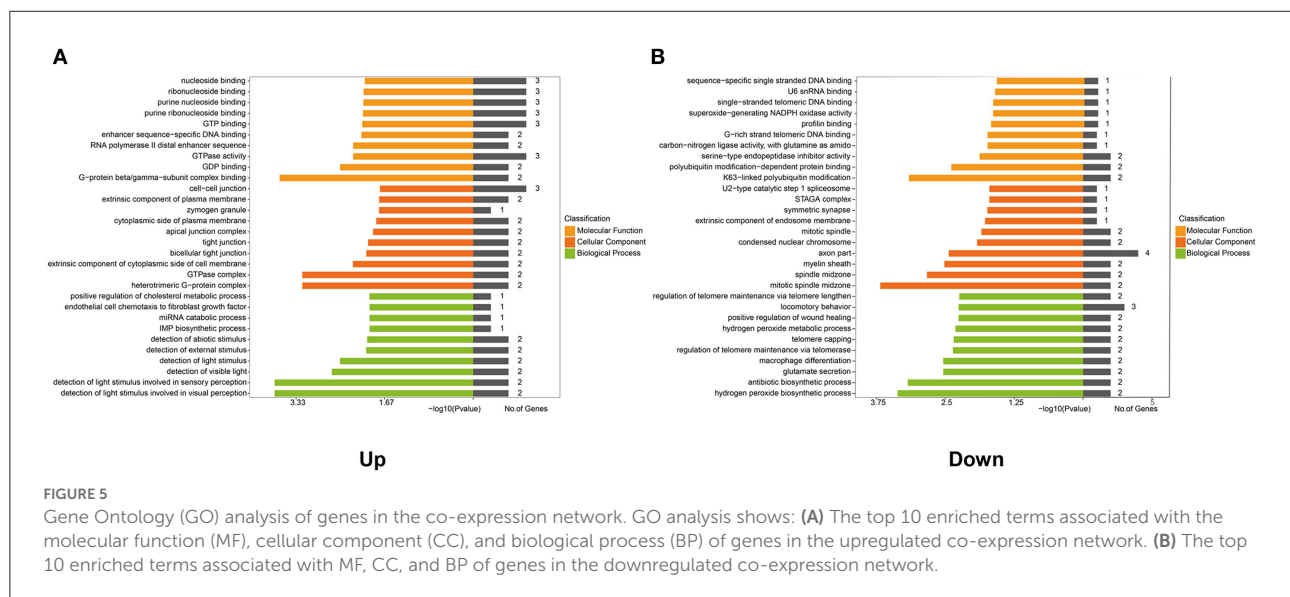 A
nucleoside binding 3
ribonucleoside binding 3
purine nucleoside binding 3
purine ribonucleoside binding 3
GTP binding 3
enhancer sequence-specific DNA binding 2
RNA polymerase II distal enhancer sequence 2
GTPase activity 3
GDP binding 2
G-protein beta/gamma-subunit complex binding 2
cell-cell junction 3
extrinsic component of plasma membrane 2
zymogen granule 1
cytoplasmic side of plasma membrane 2
apical junction complex 2
tight junction 2
bicellular tight junction 2
extrinsic component of cytoplasmic side of cell membrane 2
GTPase complex 2
heterotrimeric G-protein complex 2
positive regulation of cholesterol metabolic process 1
endothelial cell chemotaxis to fibroblast growth factor 1
miRNA catabolic process 1
IMP biosynthetic process 1
detection of abiotic stimulus 2
detection of external stimulus 2
detection of light stimulus 2
detection of visible light 2
detection of light stimulus involved in sensory perception 2
detection of light stimulus involved in visual perception 2
3.33 1.67 −log10(Pvalue) No.of Genes
Classification
Molecular Function
Cellular Component
Biological Process
Up
B
sequence-specific single stranded DNA binding 1
U6 snRNA binding 1
single-stranded telomeric DNA binding 1
superoxide-generating NADPH oxidase activity 1
profilin binding 1
G-rich strand telomeric DNA binding 1
carbon-nitrogen ligase activity, with glutamine as amido 1
serine-type endopeptidase inhibitor activity 2
polyubiquitin modification-dependent protein binding 2
K63-linked polyubiquitin modification 2
U2-type catalytic step 1 spliceosome 1
STAGA complex 1
symmetric synapse 1
extrinsic component of endosome membrane 1
mitotic spindle 2
condensed nuclear chromosome 2
axon part 4
myelin sheath 2
spindle midzone 2
mitotic spindle midzone 2
regulation of telomere maintenance via telomere lengthen 2
locomotory behavior 3
positive regulation of wound healing 2
hydrogen peroxide metabolic process 2
telomere capping 2
regulation of telomere maintenance via telomerase 2
macrophage differentiation 2
glutamate secretion 2
antibiotic biosynthetic process 2
hydrogen peroxide biosynthetic process 2
3.75 2.5 1.25 −log10(Pvalue) No.of Genes 5
Classification
Molecular Function
Cellular Component
Biological Process
Down
FIGURE 5
Gene Ontology (GO) analysis of genes in the co-expression network. GO analysis shows: (A) The top 10 enriched terms associated with the
molecular function (MF), cellular component (CC), and biological process (BP) of genes in the upregulated co-expression network. (B) The top
10 enriched terms associated with MF, CC, and BP of genes in the downregulated co-expression network.